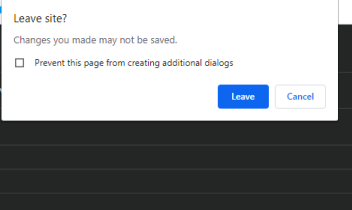 Leave site?
Changes you made may not be saved.
Prevent this page from creating additional dialogs
Leave Cancel